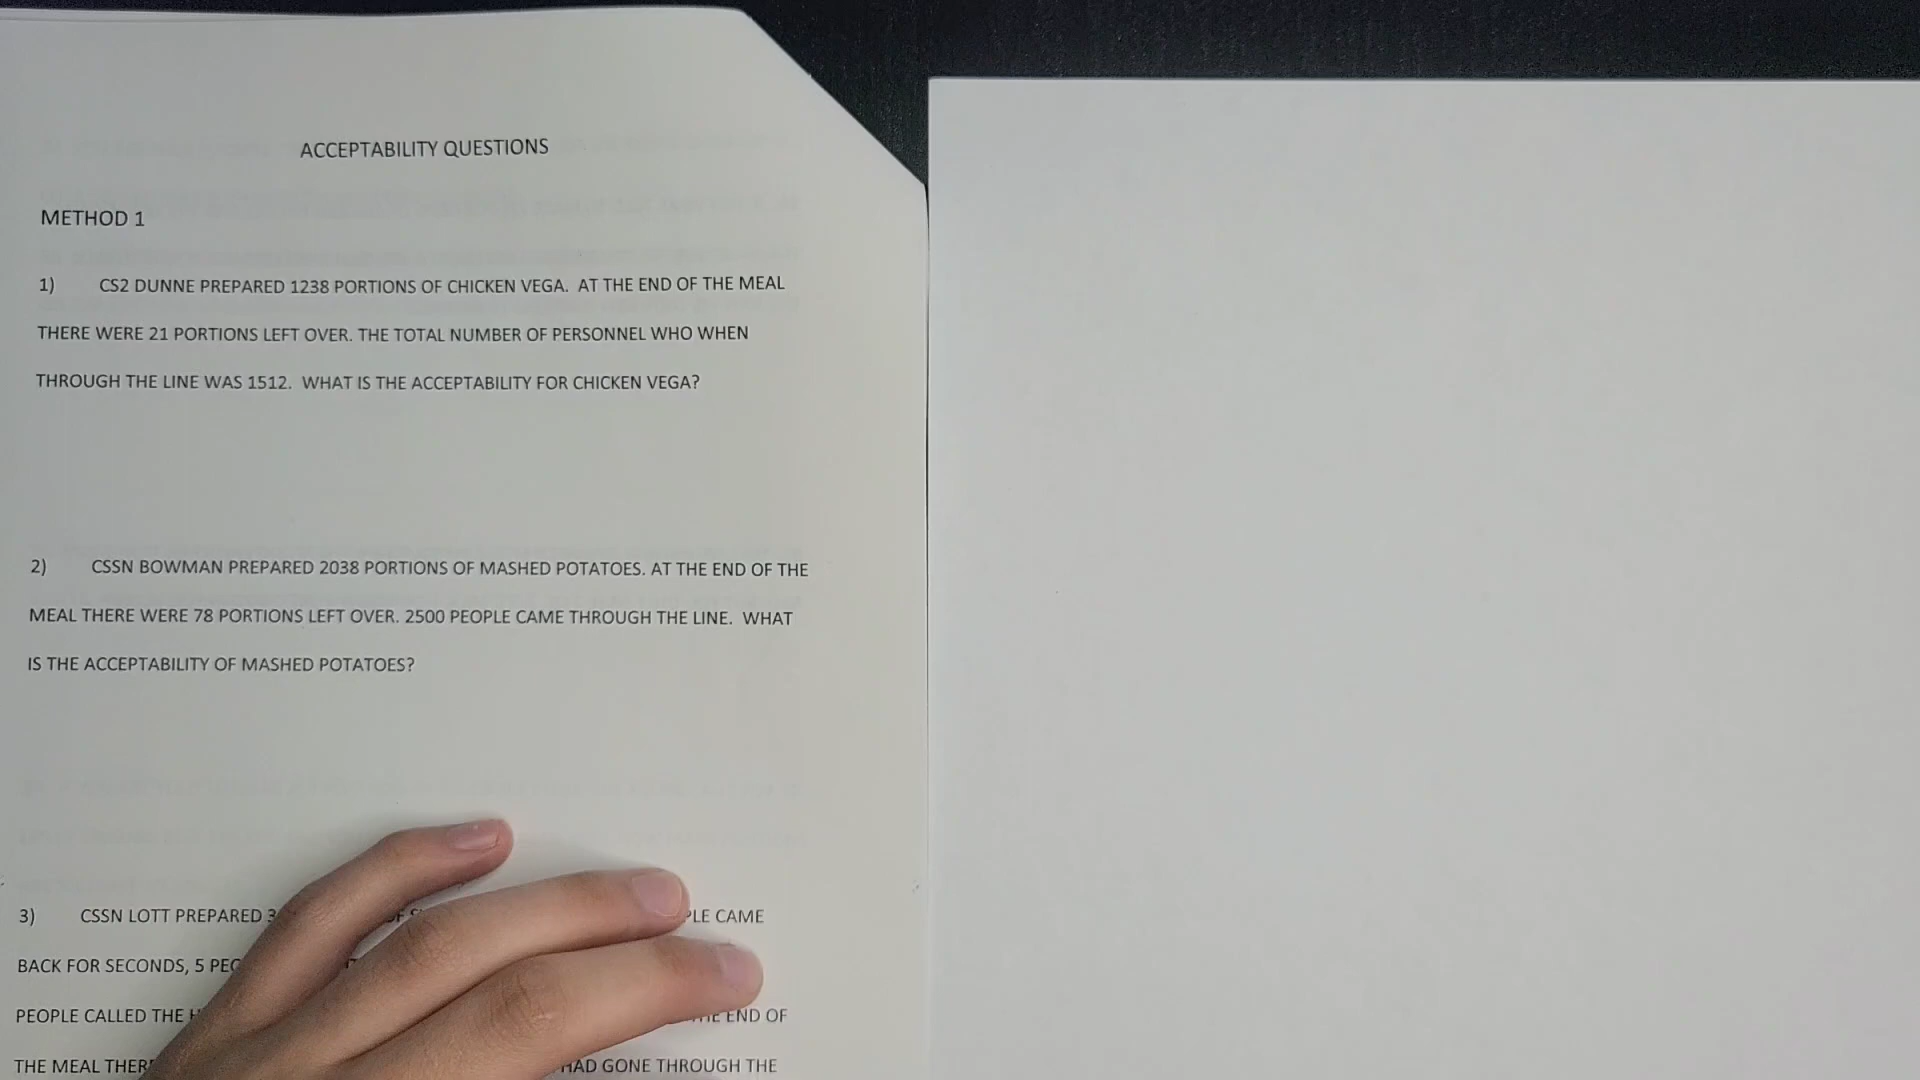 ACCEPTABILITY QUESTIONS
METHOD 1
1) CS2 DUNNE PREPARED 1238 PORTIONS OF CHICKEN VEGA. AT THE END OF THE MEAL
THERE WERE 21 PORTIONS LEFT OVER. THE TOTAL NUMBER OF PERSONNEL WHO WHEN
THROUGH THE LINE WAS 1512. WHAT IS THE ACCEPTABILITY FOR CHICKEN VEGA?
2) CSSN BOWMAN PREPARED 2038 PORTIONS OF MASHED POTATOES. AT THE END OF THE
MEAL THERE WERE 78 PORTIONS LEFT OVER. 2500 PEOPLE CAME THROUGH THE LINE. WHAT
IS THE ACCEPTABILITY OF MASHED POTATOES?
3) CSSN LOTT PREPARED CAME
BACK FOR SECONDS, 5
PEOPLE CALLED THE END OF
THE MEAL GONE THROUGH THE